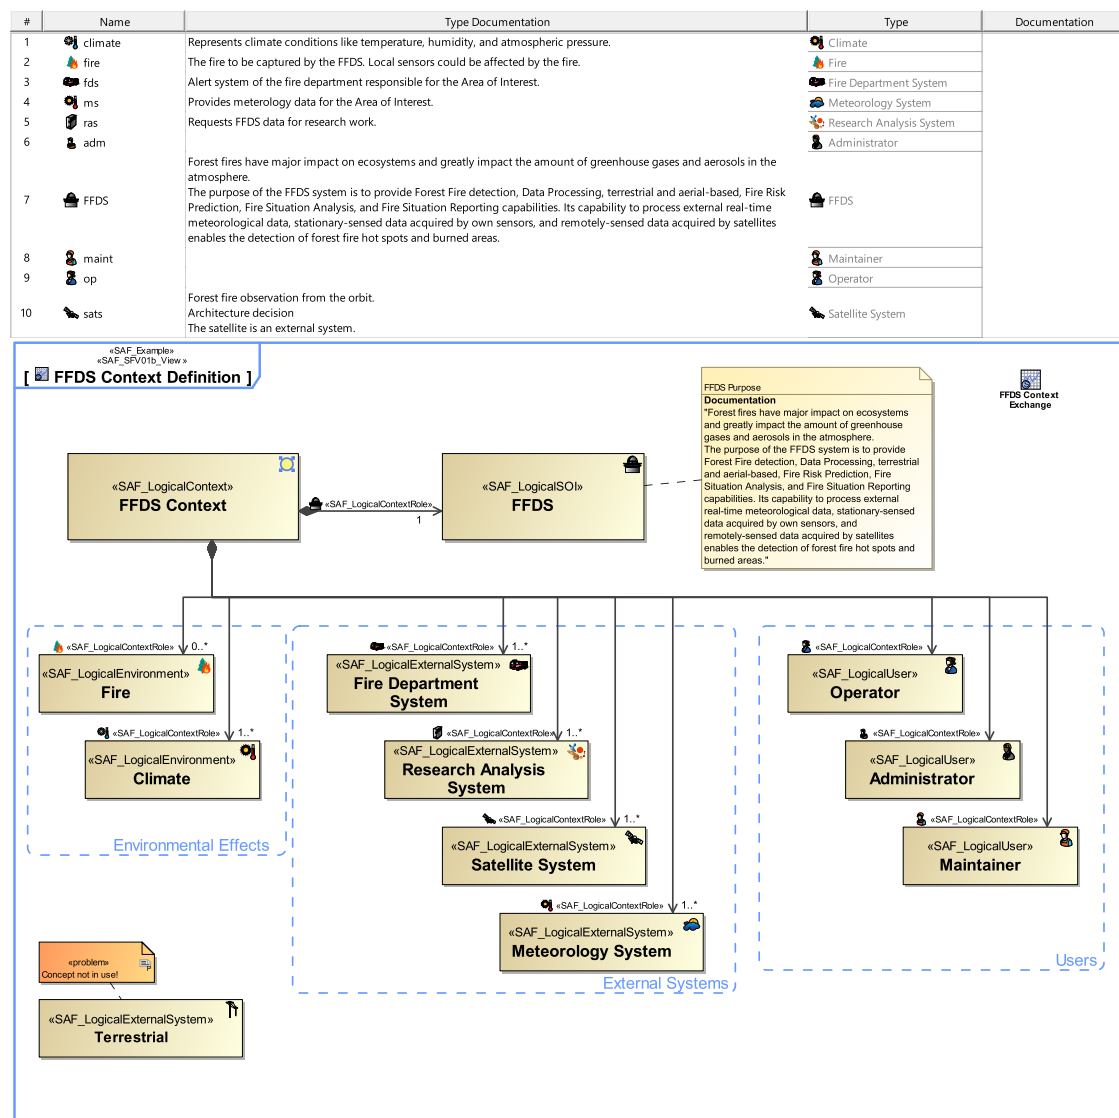 # Name Type Documentation Type Documentation
1 climate Represents climate conditions like temperature, humidity, and atmospheric pressure. Climate
2 fire The fire to be captured by the FFDS. Local sensors could be affected by the fire. Fire
3 fds Alert system of the fire department responsible for the Area of Interest. Fire Department System
4 ms Provides meterology data for the Area of Interest. Meteorology System
5 ras Requests FFDS data for research work. Research Analysis System
6 adm Administrator
Forest fires have major impact on ecosystems and greatly impact the amount of greenhouse gases and aerosols in the
atmosphere.
The purpose of the FFDS system is to provide Forest Fire detection, Data Processing, terrestrial and aerial-based, Fire Risk
7 FFDS Prediction, Fire Situation Analysis, and Fire Situation Reporting capabilities. Its capability to process external real-time FFDS
meteorological data, stationary-sensed data acquired by own sensors, and remotely-sensed data acquired by satellites
enables the detection of forest fire hot spots and burned areas.
8 maint Maintainer
9 op Operator
Forest fire observation from the orbit.
10 sats Architecture decision Satellite System
The satellite is an external system.
«SAF_Example»
«SAF_SFV01b_View»
[ FFDS Context Definition ]
FFDS Purpose
Documentation
"Forest fires have major impact on ecosystems
and greatly impact the amount of greenhouse
gases and aerosols in the atmosphere.
The purpose of the FFDS system is to provide
Forest Fire detection, Data Processing, terrestrial
and aerial-based, Fire Risk Prediction, Fire
Situation Analysis, and Fire Situation Reporting
capabilities. Its capability to process external
real-time meteorological data, stationary-sensed
data acquired by own sensors, and
remotely-sensed data acquired by satellites
enables the detection of forest fire hot spots and
burned areas."
FFDS Context
Exchange
«SAF_LogicalContext»
FFDS Context
«SAF_LogicalContextRole»
1
«SAF_LogicalSOI»
FFDS
«SAF_LogicalContextRole» 0..*
«SAF_LogicalEnvironment»
Fire
«SAF_LogicalContextRole» 1..*
«SAF_LogicalEnvironment»
Climate
Environmental Effects
«SAF_LogicalContextRole» 1..*
«SAF_LogicalExternalSystem»
Fire Department
System
«SAF_LogicalContextRole» 1..*
«SAF_LogicalExternalSystem»
Research Analysis
System
«SAF_LogicalContextRole» 1..*
«SAF_LogicalExternalSystem»
Satellite System
«SAF_LogicalContextRole» 1..*
«SAF_LogicalExternalSystem»
Meteorology System
External Systems
«SAF_LogicalContextRole»
«SAF_LogicalUser»
Operator
«SAF_LogicalContextRole»
«SAF_LogicalUser»
Administrator
«SAF_LogicalContextRole»
«SAF_LogicalUser»
Maintainer
Users
«problem»
Concept not in use!
«SAF_LogicalExternalSystem»
Terrestrial